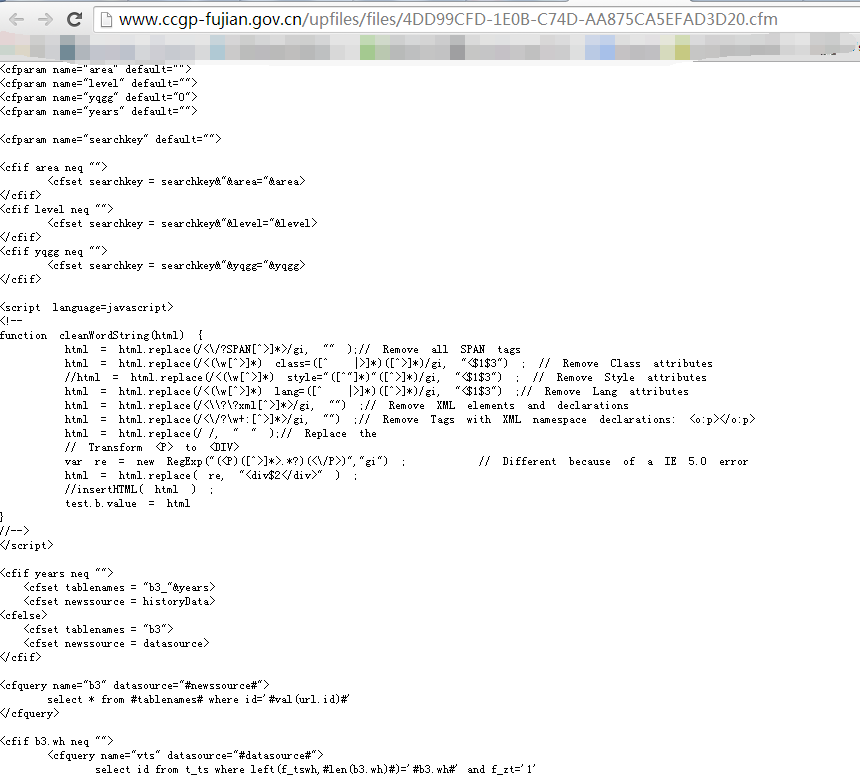 www.ccgp-fujian.gov.cn/upfiles/files/4DD99CFD-1E0B-C74D-AA875CA5EFAD3D20.cfm
<cfparam name="area" default="">
<cfparam name="level" default="">
<cfparam name="yqgg" default="0">
<cfparam name="years" default="">
<cfparam name="searchkey" default="">
<cfif area neq "">
<cfset searchkey = searchkey&"&area="&area>
</cfif>
<cfif level neq "">
<cfset searchkey = searchkey&"&level="&level>
</cfif>
<cfif yqgg neq "">
<cfset searchkey = searchkey&"&yqgg="&yqgg>
</cfif>
<script language=javascript>
<!--
function cleanWordString(html) {
html = html.replace(/<\/?SPAN[^>]*>/gi, "" );// Remove all SPAN tags
html = html.replace(/<(\w[^>]*) class=([^ |>]*)([^>]*)/gi, "<$1$3") ; // Remove Class attributes
//html = html.replace(/<(\w[^>]*) style="([^"]*)"([^>]*)/gi, "<$1$3") ; // Remove Style attributes
html = html.replace(/<(\w[^>]*) lang=([^ |>]*)([^>]*)/gi, "<$1$3") ;// Remove Lang attributes
html = html.replace(/<\\?\?xml[^>]*>/gi, "") ;// Remove XML elements and declarations
html = html.replace(/<\/?\w+:[^>]*>/gi, "") ;// Remove Tags with XML namespace declarations: <o:p></o:p>
html = html.replace(/ /, " " );// Replace the
// Transform <P> to <DIV>
var re = new RegExp("(<P)([^>]*>.*?)(<\/P>)","gi") ; // Different because of a IE 5.0 error
html = html.replace( re, "<div$2</div>" ) ;
//insertHTML( html ) ;
test.b.value = html
}
//-->
</script>
<cfif years neq "">
<cfset tablenames = "b3_"&years>
<cfset newssource = historyData>
<cfelse>
<cfset tablenames = "b3">
<cfset newssource = datasource>
</cfif>
<cfquery name="b3" datasource="#newssource#">
select * from #tablenames# where id='#val(url.id)#'
</cfquery>
<cfif b3.wh neq "">
<cfquery name="vts" datasource="#datasource#">
select id from t_ts where left(f_tswh,#len(b3.wh)#)='#b3.wh#' and f_zt='1'